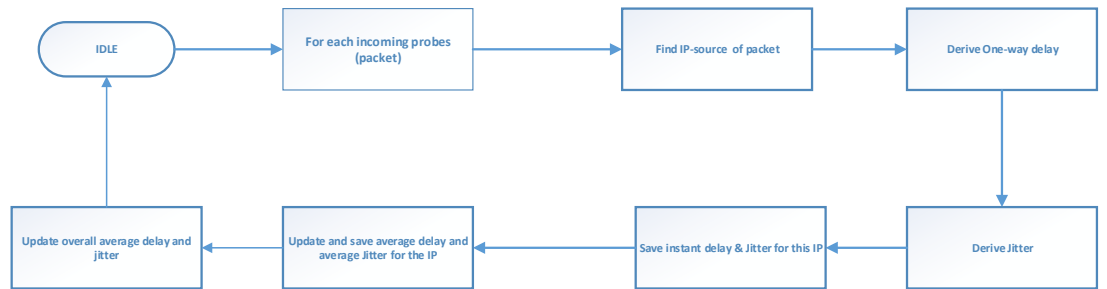 IDLE
For each incoming probes
(packet)
Find IP-source of packet
Derive One-way delay
Update overall average delay and
jitter
Update and save average delay and
average Jitter for the IP
Save instant delay & Jitter for this IP
Derive Jitter